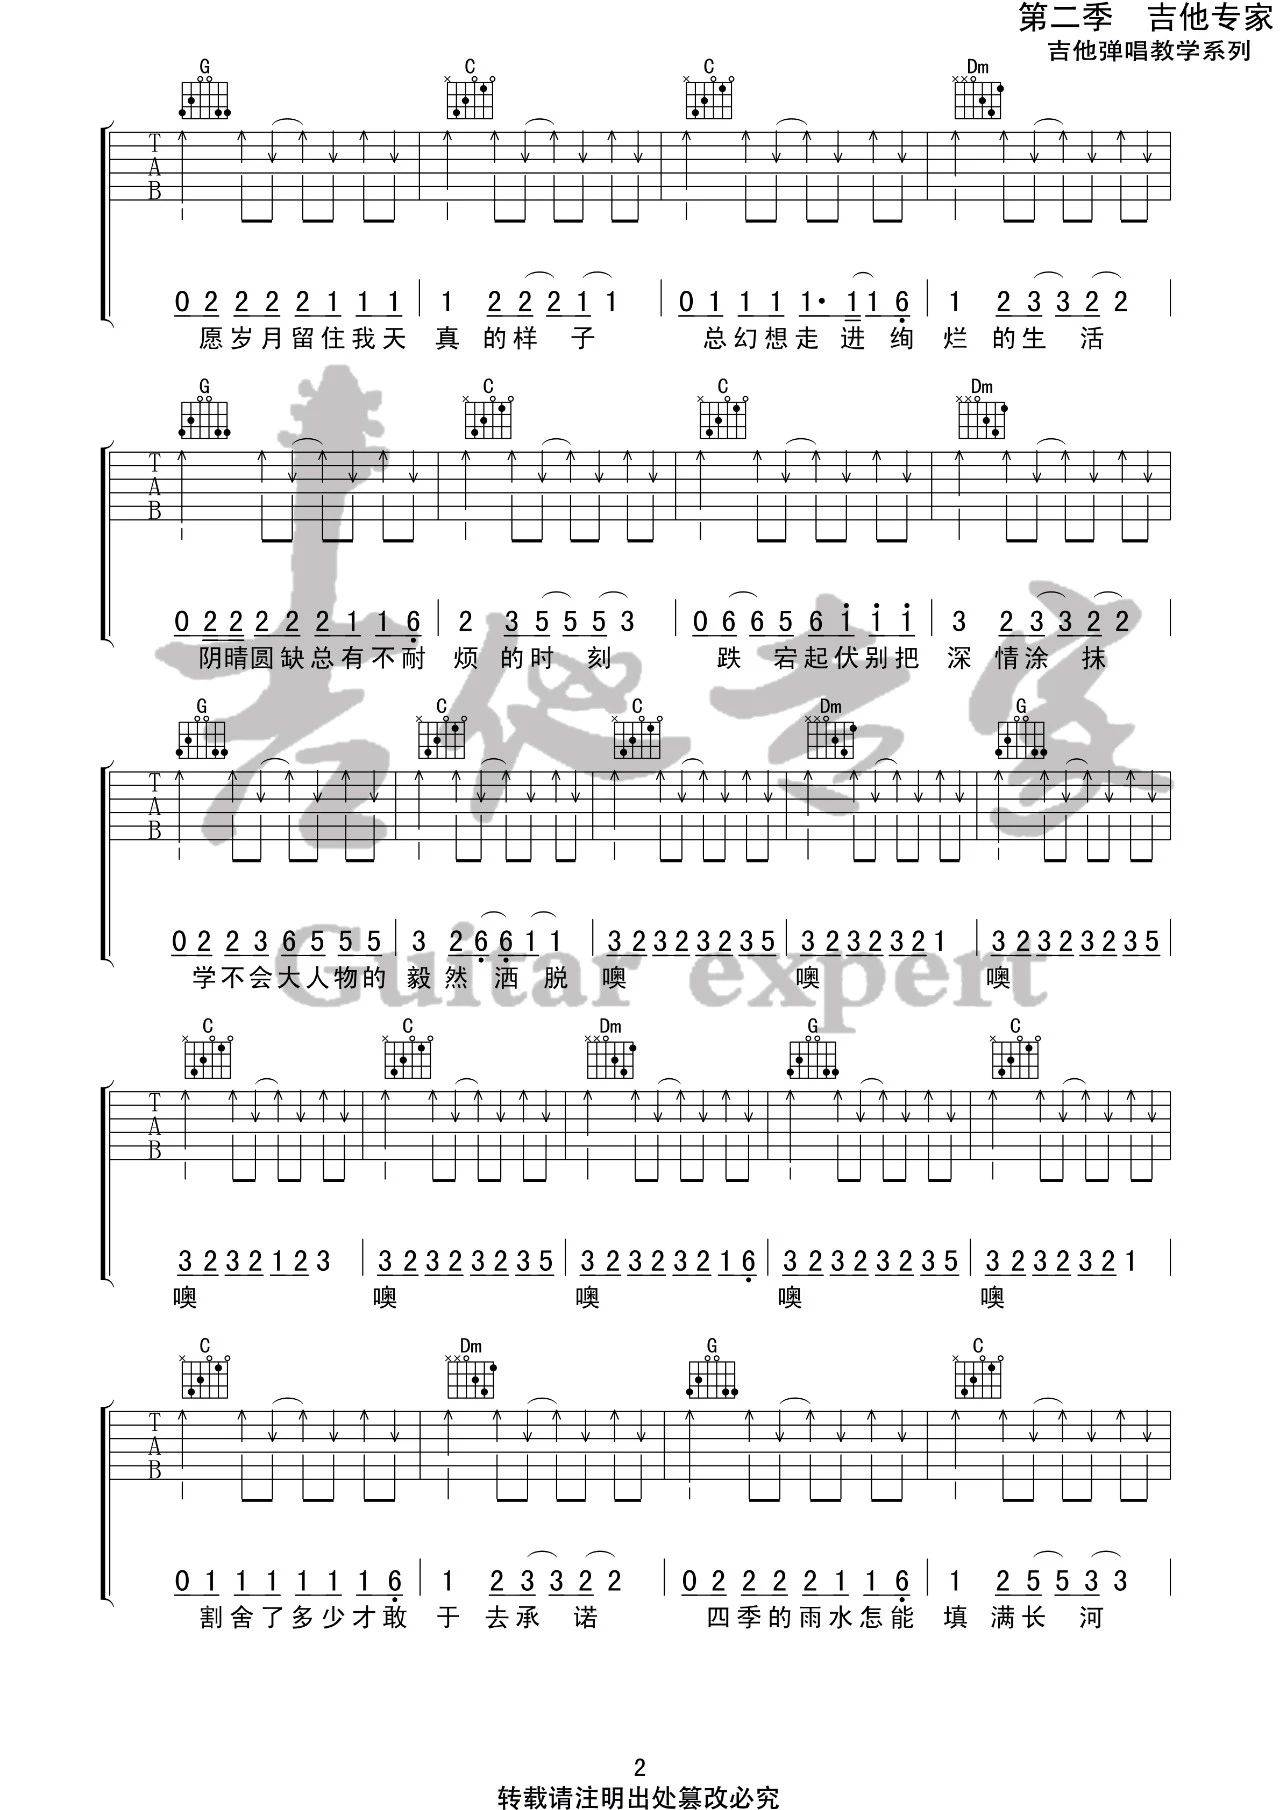 第二季 吉他专家
吉他弹唱教学系列
G C C Dm
T
A
B
0 2 2 2 2 1 1 1 | 1 2 2 2 1 1 | 0 1 1 1 1· 1 1 6 | 1 2 3 3 2 2
愿岁月留住我天 真的样子 总幻想走进绚 烂的生活
G C C Dm
T
A
B
0 2 2 2 2 2 1 1 6 | 2 3 5 5 5 3 | 0 6 6 5 6 1 1 1 | 3 2 3 3 2 2
阴晴圆缺总有不耐 烦的时刻 跌宕起伏别把 深情涂抹
G C C Dm G
T
A
B
0 2 2 3 6 5 5 5 | 3 2 6 6 1 1 | 3 2 3 2 3 2 3 5 | 3 2 3 2 3 2 1 | 3 2 3 2 3 2 3 5
学不会大人物的 毅然洒脱 噢 噢 噢
吉他专家
Guitar expert
C C Dm G C
T
A
B
3 2 3 2 1 2 3 | 3 2 3 2 3 2 3 5 | 3 2 3 2 3 2 1 6 | 3 2 3 2 3 2 3 5 | 3 2 3 2 3 2 1
噢 噢 噢 噢 噢
C Dm G C
T
A
B
0 1 1 1 1 1 1 6 | 1 2 3 3 2 2 | 0 2 2 2 2 1 1 6 | 1 2 5 5 3 3
割舍了多少才敢 于去承诺 四季的雨水怎能 填满长河
2
转载请注明出处篡改必究